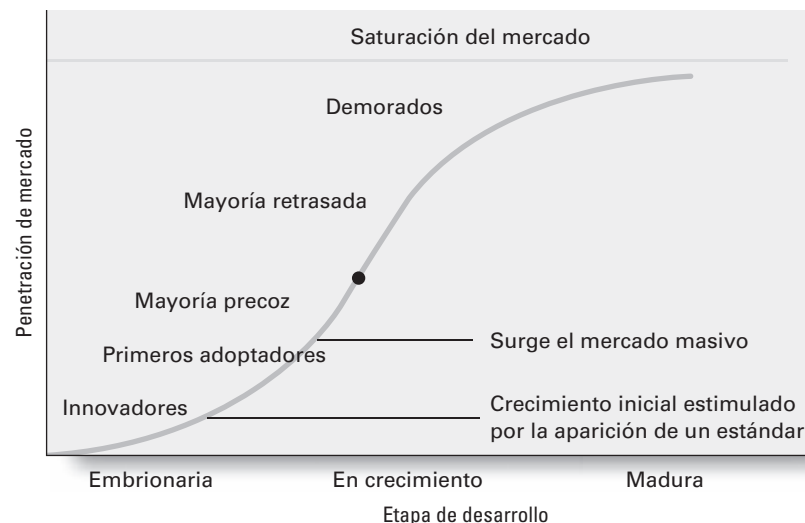 Saturación del mercado
Demorados
Penetración de mercado
Mayoría retrasada
Mayoría precoz
Surge el mercado masivo
Primeros adoptadores
Innovadores
Crecimiento inicial estimulado
por la aparición de un estándar
Embrionaria
En crecimiento
Madura
Etapa de desarrollo